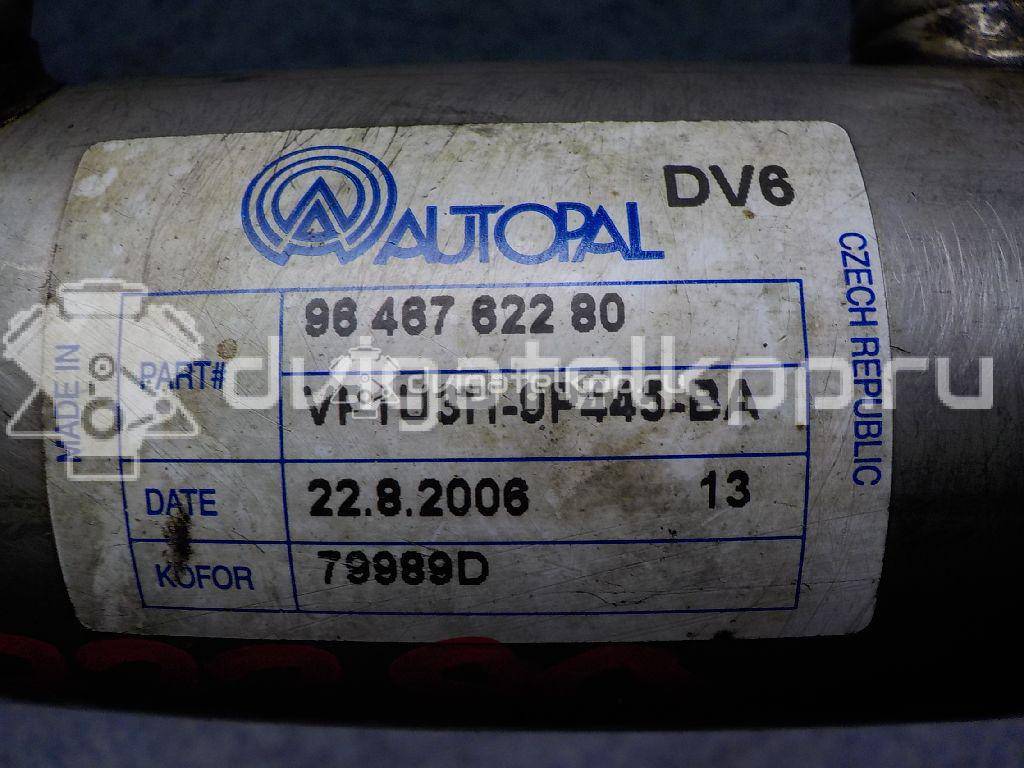 AUTOPAL
DV6
MADE IN
CZECH REPUBLIC
PART#
96 467 622 80
DATE
22.8.2006
13
KOFOR
79989D